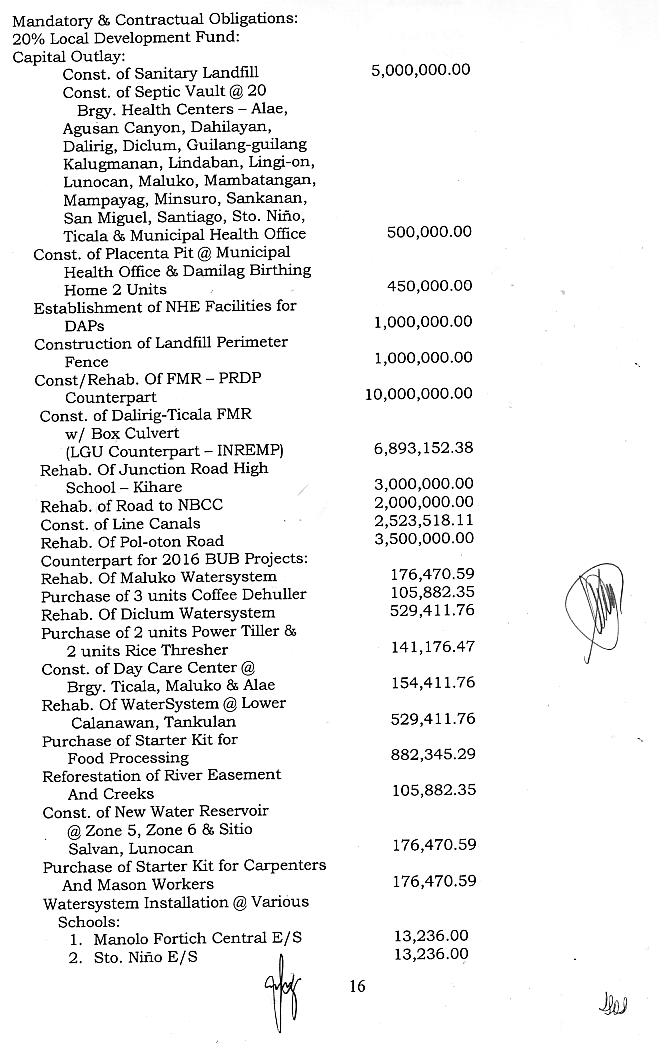 Mandatory & Contractual Obligations:
20% Local Development Fund:
Capital Outlay:
Const. of Sanitary Landfill 5,000,000.00
Const. of Septic Vault @ 20
Brgy. Health Centers – Alae,
Agusan Canyon, Dahilayan,
Dalirig, Diclum, Guilang-guilang
Kalugmanan, Lindaban, Lingi-on,
Lunocan, Maluko, Mambatangan,
Mampayag, Minsuro, Sankanan,
San Miguel, Santiago, Sto. Niño,
Ticala & Municipal Health Office 500,000.00
Const. of Placenta Pit @ Municipal
Health Office & Damilag Birthing
Home 2 Units 450,000.00
Establishment of NHE Facilities for
DAPs 1,000,000.00
Construction of Landfill Perimeter
Fence 1,000,000.00
Const/Rehab. Of FMR – PRDP
Counterpart 10,000,000.00
Const. of Dalirig-Ticala FMR
w/ Box Culvert
(LGU Counterpart – INREMP) 6,893,152.38
Rehab. Of Junction Road High
School – Kihare 3,000,000.00
Rehab. of Road to NBCC 2,000,000.00
Const. of Line Canals 2,523,518.11
Rehab. Of Pol-oton Road 3,500,000.00
Counterpart for 2016 BUB Projects:
Rehab. Of Maluko Watersystem 176,470.59
Purchase of 3 units Coffee Dehuller 105,882.35
Rehab. Of Diclum Watersystem 529,411.76
Purchase of 2 units Power Tiller &
2 units Rice Thresher 141,176.47
Const. of Day Care Center @
Brgy. Ticala, Maluko & Alae 154,411.76
Rehab. Of WaterSystem @ Lower
Calanawan, Tankulan 529,411.76
Purchase of Starter Kit for
Food Processing 882,345.29
Reforestation of River Easement
And Creeks 105,882.35
Const. of New Water Reservoir
@ Zone 5, Zone 6 & Sitio
Salvan, Lunocan 176,470.59
Purchase of Starter Kit for Carpenters
And Mason Workers 176,470.59
Watersystem Installation @ Various
Schools:
1. Manolo Fortich Central E/S 13,236.00
2. Sto. Niño E/S 13,236.00
16